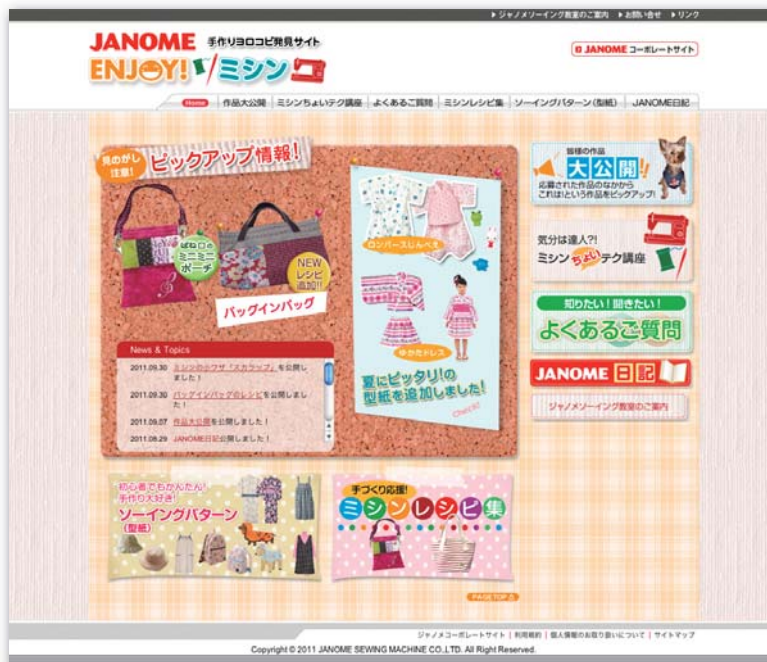 ▶ジャノメソーイング教室のご案内 ▶お問い合せ ▶リンク
JANOME 手作りヨロコビ発見サイト
ENJOY! ミシン
JANOME コーポレートサイト
Home 作品大公開 ミシンちょいテク講座 よくあるご質問 ミシンレシピ集 ソーイングパターン(型紙) JANOME日記
見のがし
注意!
ピックアップ情報!
ばね口の
ミニミニ
ポーチ
NEW
レシピ
追加!!
バッグインバッグ
ロンパースじんべえ
ゆかたドレス
夏にピッタリ!の
型紙を追加しました!
Check!
News & Topics
2011.09.30 ミシンの小ワザ「スカラップ」を公開し
ました!
2011.09.30 バッグインバッグのレシピを公開しまし
た!
2011.09.07 作品大公開を公開しました!
2011.08.29 JANOME日記公開しました!
皆様の作品
大公開!!
応募された作品のなかから
これは!という作品をピックアップ!
気分は達人?!
ミシンちょいテク講座
知りたい!聞きたい!
よくあるご質問
JANOME 日記
ジャノメソーイング教室のご案内
初心者でもかんたん!
手作り大好き!
ソーイングパターン
(型紙)
手づくり応援!
ミシンレシピ集
PAGE TOP
ジャノメコーポレートサイト | 利用規約 | 個人情報のお取り扱いについて | サイトマップ
Copyright © 2011 JANOME SEWING MACHINE CO.,LTD. All Right Reserved.